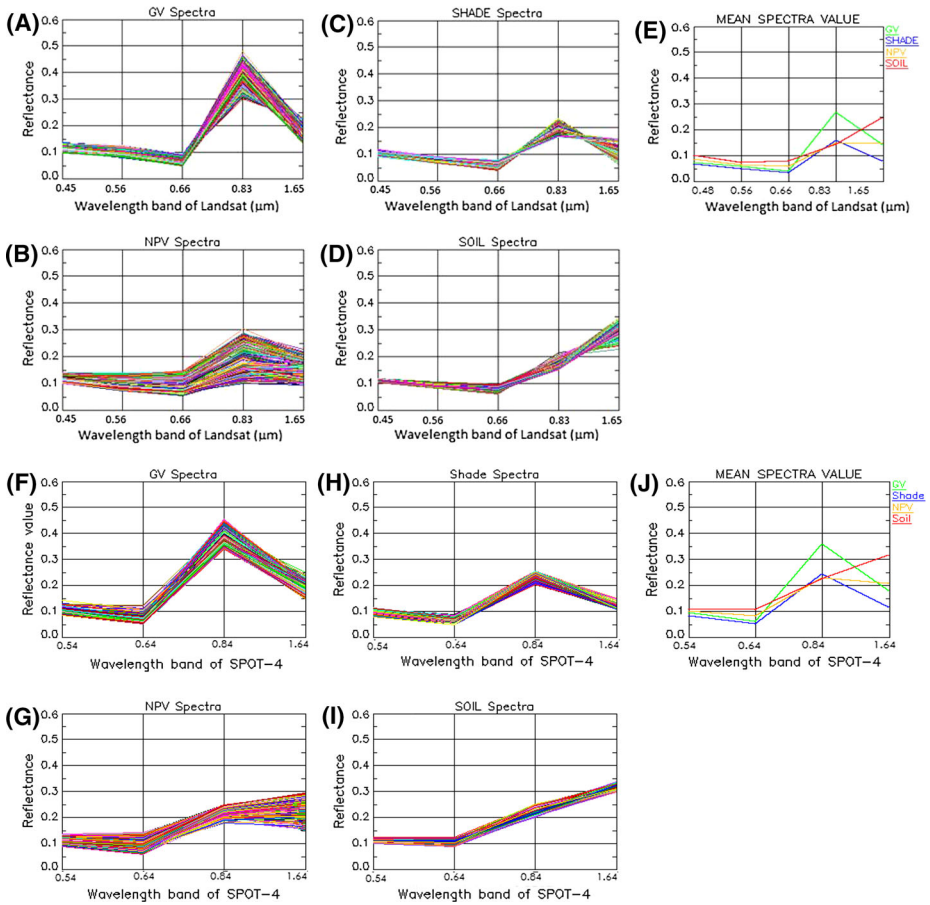 (A)
GV Spectra
Reflectance
0.6
0.5
0.4
0.3
0.2
0.1
0.0
0.45 0.56 0.66 0.83 1.65
Wavelength band of Landsat (µm)
(C)
SHADE Spectra
Reflectance
0.6
0.5
0.4
0.3
0.2
0.1
0.0
0.45 0.56 0.66 0.83 1.65
Wavelength band of Landsat (µm)
(E)
MEAN SPECTRA VALUE
GV
SHADE
NPV
SOIL
Reflectance
0.6
0.5
0.4
0.3
0.2
0.1
0.0
0.48 0.56 0.66 0.83 1.65
Wavelength band of Landsat (µm)
(B)
NPV Spectra
Reflectance
0.6
0.5
0.4
0.3
0.2
0.1
0.0
0.45 0.56 0.66 0.83 1.65
Wavelength band of Landsat (µm)
(D)
SOIL Spectra
Reflectance
0.6
0.5
0.4
0.3
0.2
0.1
0.0
0.45 0.56 0.66 0.83 1.65
Wavelength band of Landsat (µm)
(F)
GV Spectra
Reflectance value
0.6
0.5
0.4
0.3
0.2
0.1
0.0
0.54 0.64 0.84 1.64
Wavelength band of SPOT-4
(H)
Shade Spectra
Reflectance
0.6
0.5
0.4
0.3
0.2
0.1
0.0
0.54 0.64 0.84 1.64
Wavelength band of SPOT-4
(J)
MEAN SPECTRA VALUE
GV
Shade
NPV
Soil
Reflectance
0.6
0.5
0.4
0.3
0.2
0.1
0.0
0.54 0.64 0.84 1.64
Wavelength band of SPOT-4
(G)
NPV Spectra
Reflectance
0.6
0.5
0.4
0.3
0.2
0.1
0.0
0.54 0.64 0.84 1.64
Wavelength band of SPOT-4
(I)
SOIL Spectra
Reflectance
0.6
0.5
0.4
0.3
0.2
0.1
0.0
0.54 0.64 0.84 1.64
Wavelength band of SPOT-4